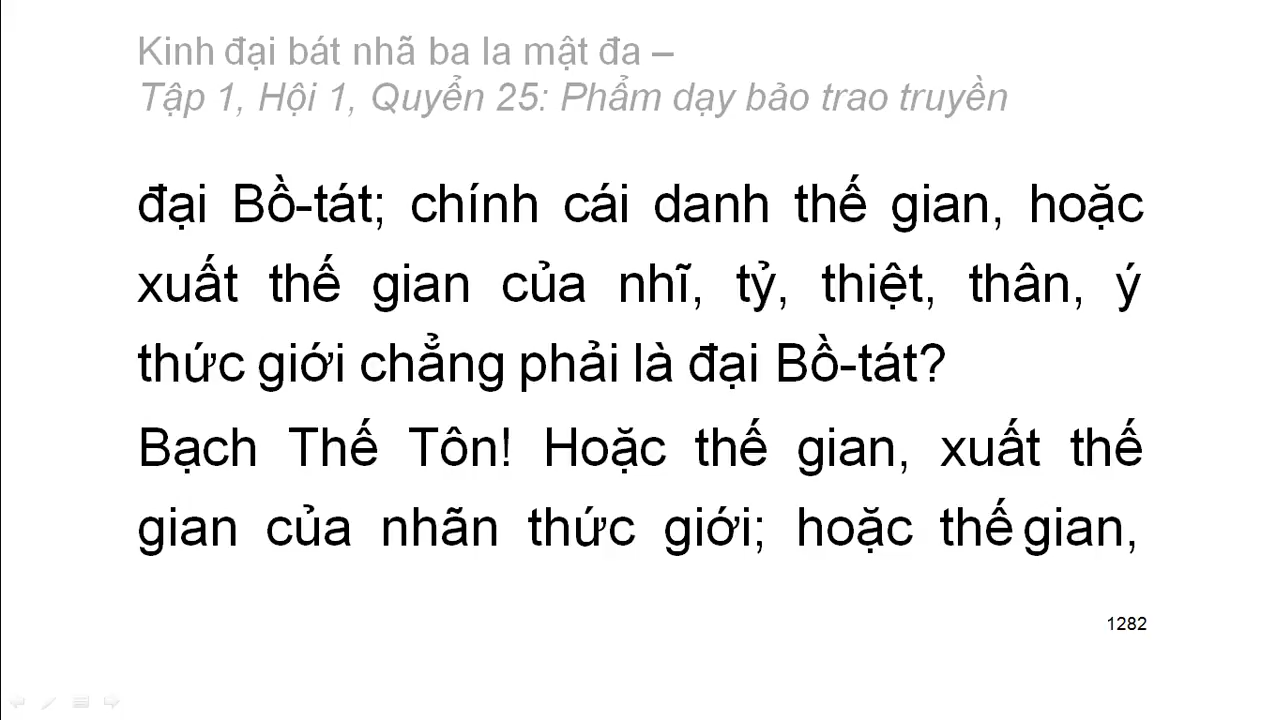 Kinh đại bát nhã ba la mật đa –
Tập 1, Hội 1, Quyển 25: Phẩm dạy bảo trao truyền
đại Bồ-tát; chính cái danh thế gian, hoặc
xuất thế gian của nhĩ, tỷ, thiệt, thân, ý
thức giới chẳng phải là đại Bồ-tát?
Bạch Thế Tôn! Hoặc thế gian, xuất thế
gian của nhãn thức giới; hoặc thế gian,
1282